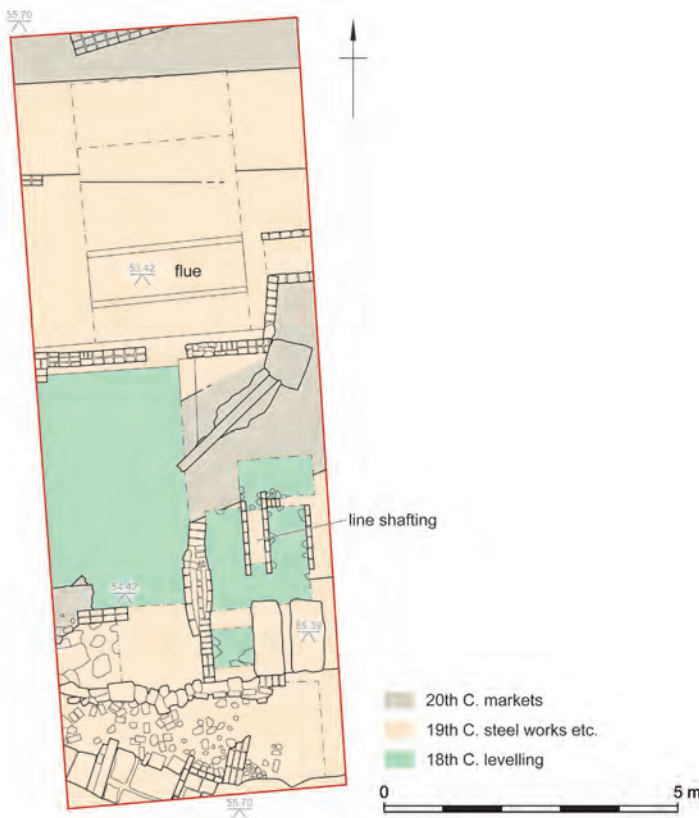 55.70
53.42
flue
line shafting
54.42
55.39
20th C. markets
19th C. steel works etc.
18th C. levelling
0
5 m
55.70